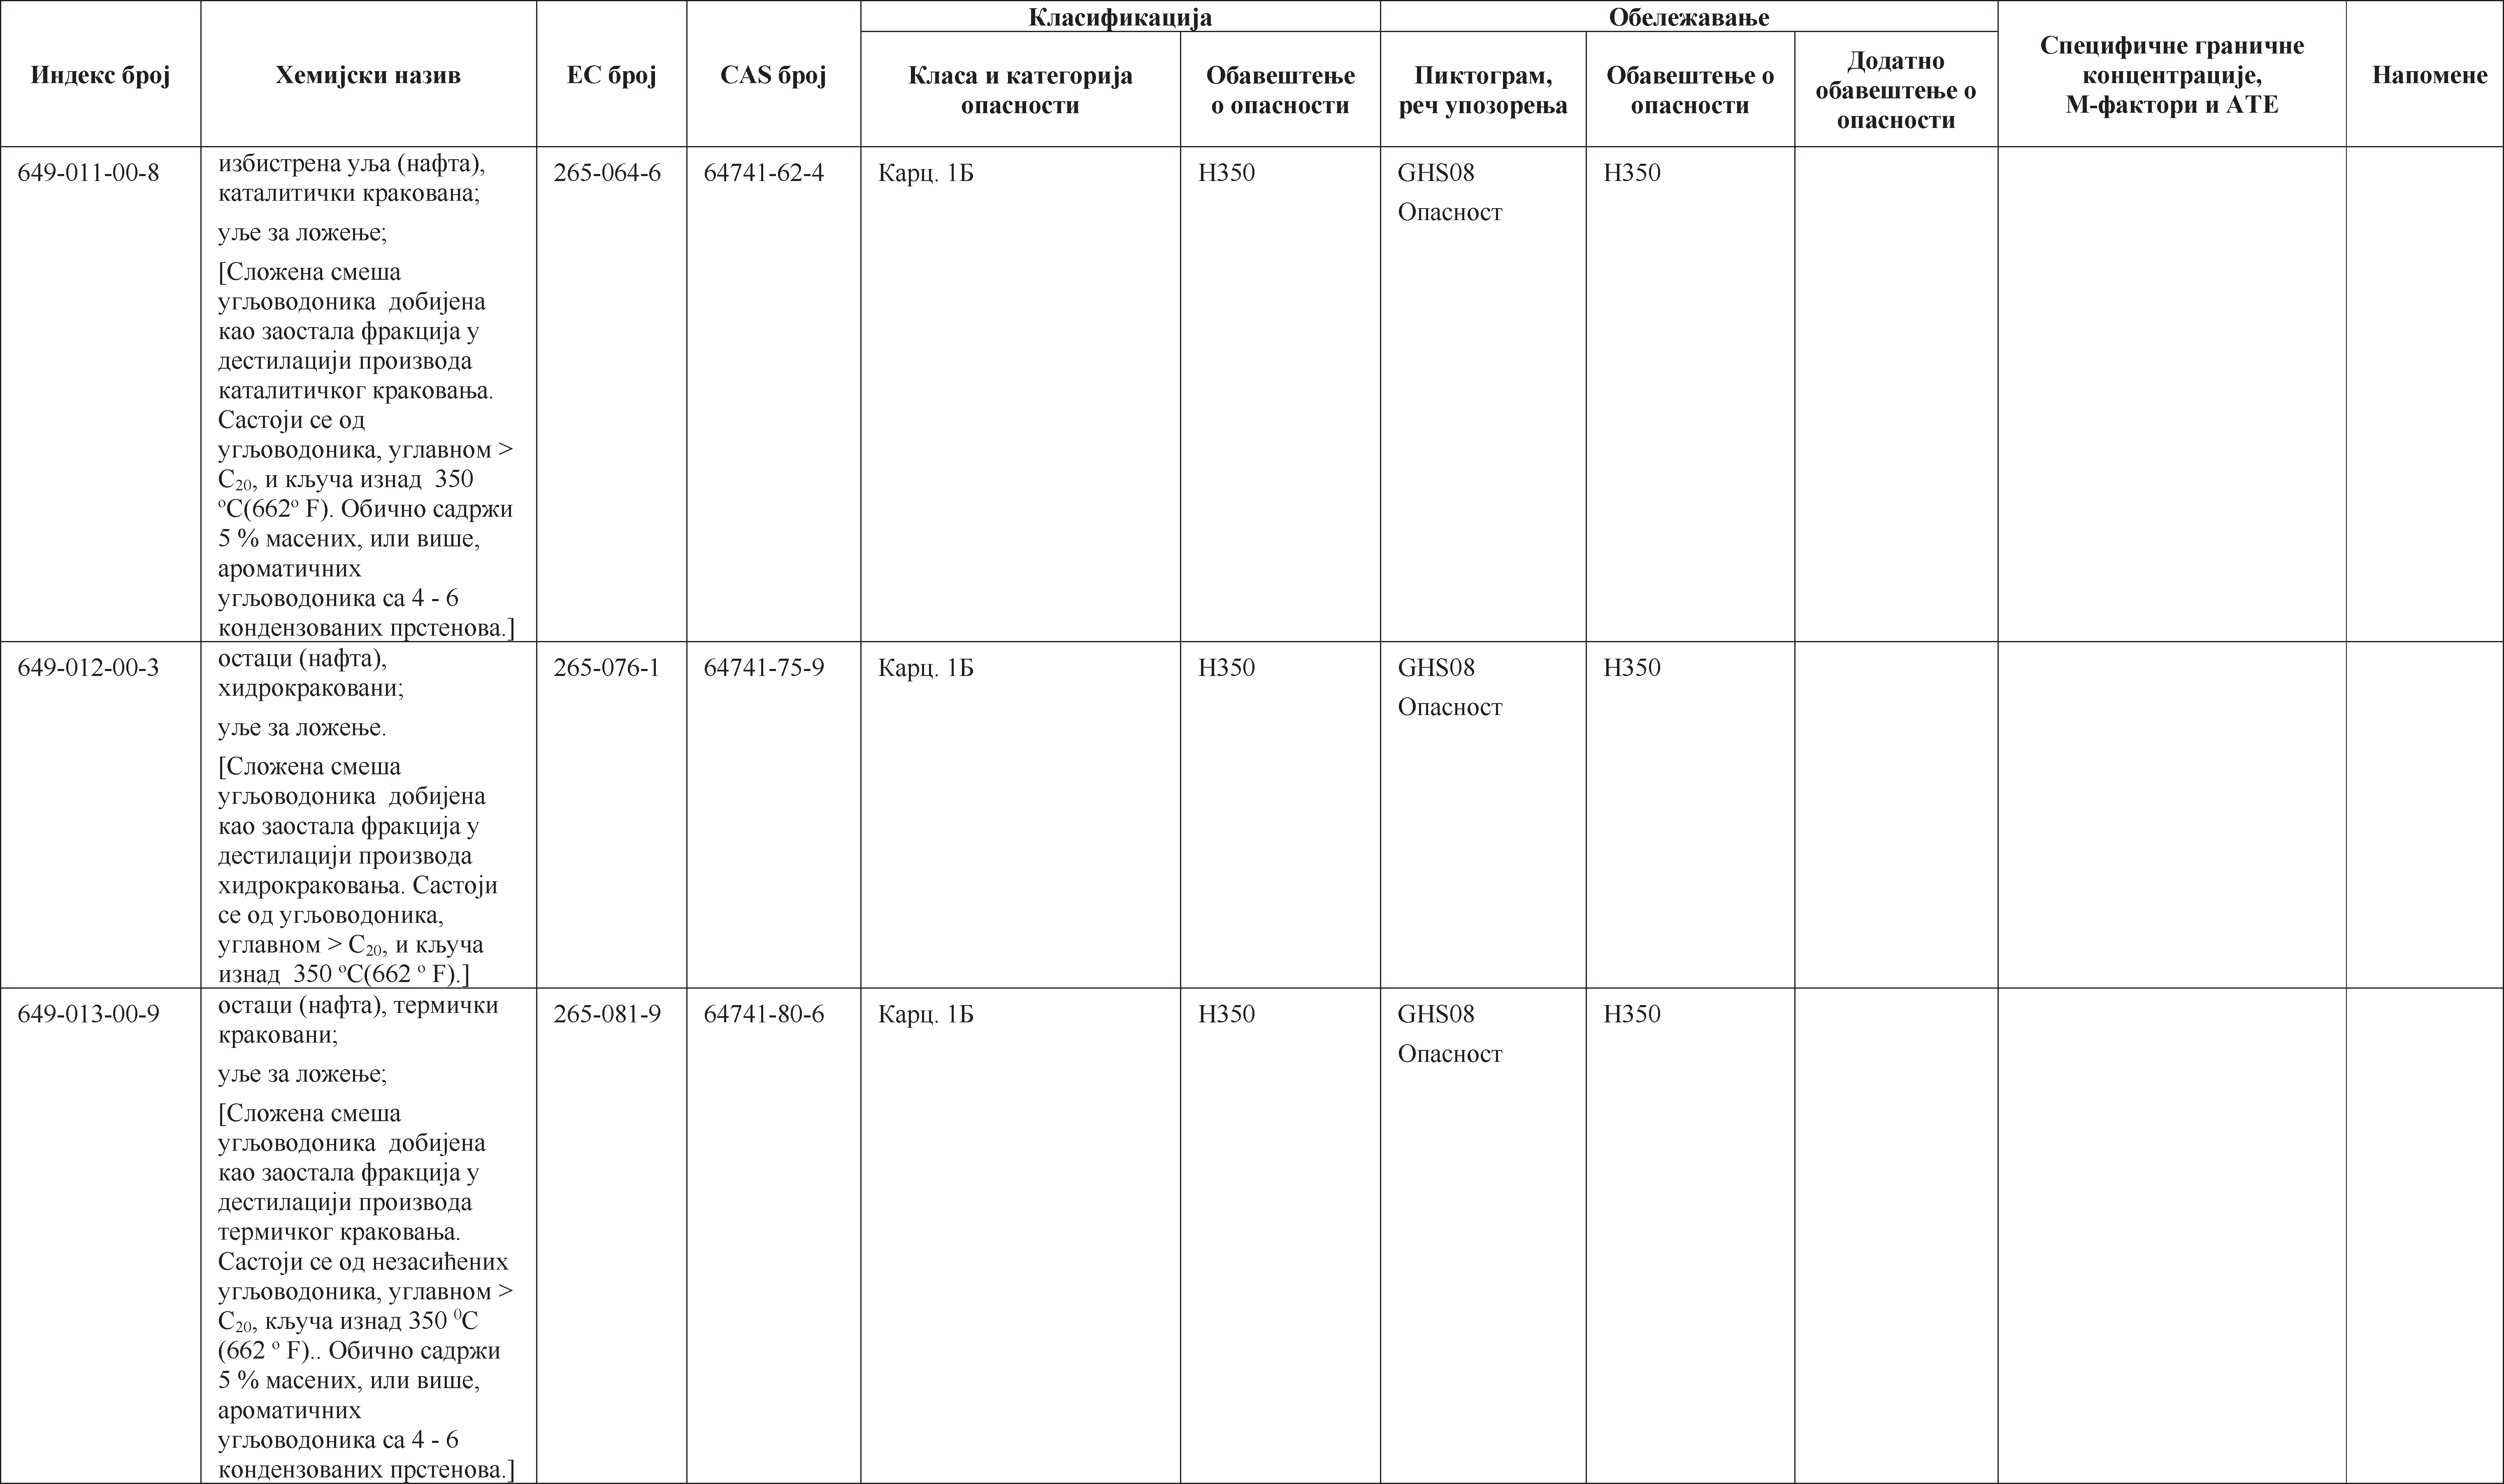 Класификација
Обележавање
Индекс број
Хемијски назив
ЕС број
CAS број
Класа и категорија
опасности
Обавештење
о опасности
Пиктограм,
реч упозорења
Обавештење о
опасности
Додатно
обавештење о
опасности
Специфичне граничне
концентрације,
М-фактори и АТЕ
Напомене
649-011-00-8
избистрена уља (нафта),
каталитички кракована;
уље за ложење;
[Сложена смеша
угљоводоника  добијена
као заостала фракција у
дестилацији производа
каталитичког краковања.
Састоји се од
угљоводоника, углавном >
C₂₀, и кључа изнад  350
ºC(662º F). Обично садржи
5 % масених, или више,
ароматичних
угљоводоника са 4 - 6
кондензованих прстенова.]
265-064-6
64741-62-4
Карц. 1Б
H350
GHS08
Опасност
H350
649-012-00-3
остаци (нафта),
хидрокраковани;
уље за ложење.
[Сложена смеша
угљоводоника  добијена
као заостала фракција у
дестилацији производа
хидрокраковања. Састоји
се од угљоводоника,
углавном > C₂₀, и кључа
изнад  350 ºC(662 º F).]
265-076-1
64741-75-9
Карц. 1Б
H350
GHS08
Опасност
H350
649-013-00-9
остаци (нафта), термички
краковани;
уље за ложење;
[Сложена смеша
угљоводоника  добијена
као заостала фракција у
дестилацији производа
термичког краковања.
Састоји се од незасићених
угљоводоника, углавном >
C₂₀, кључа изнад 350 ⁰C
(662 º F).. Обично садржи
5 % масених, или више,
ароматичних
угљоводоника са 4 - 6
кондензованих прстенова.]
265-081-9
64741-80-6
Карц. 1Б
H350
GHS08
Опасност
H350